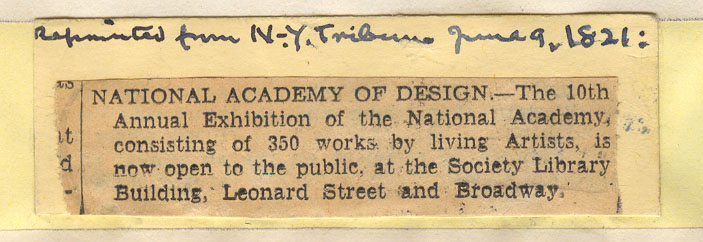 Reprinted from N-Y. Tribune June 9, 1821:
NATIONAL ACADEMY OF DESIGN.—The 10th
Annual Exhibition of the National Academy,
consisting of 350 works by living Artists, is
now open to the public, at the Society Library
Building, Leonard Street and Broadway.